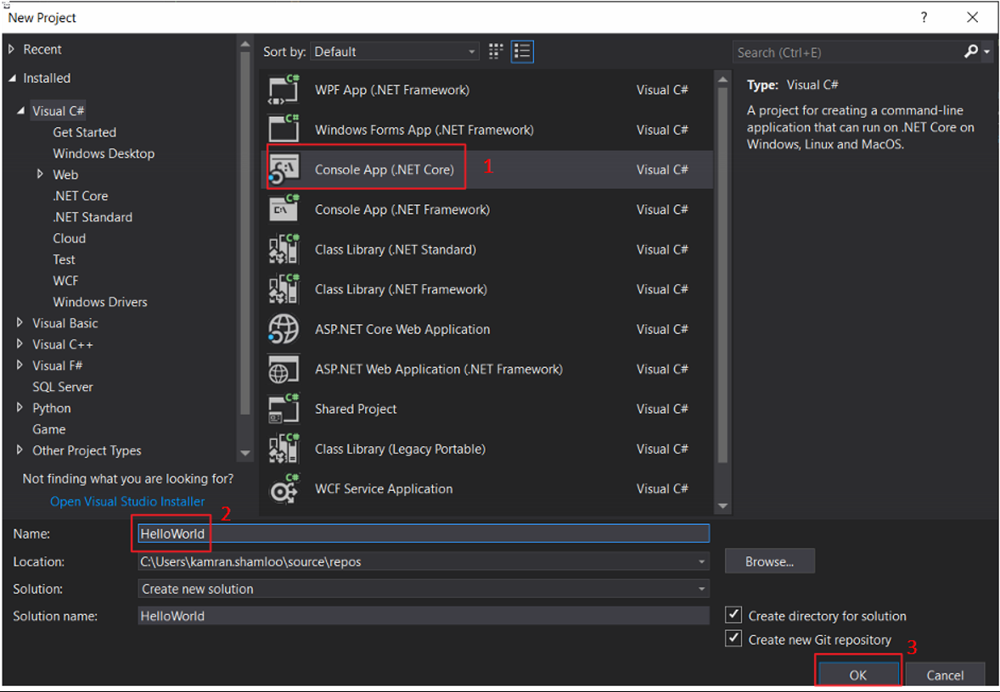 New Project
?
Recent
Installed
Visual C#
Get Started
Windows Desktop
Web
.NET Core
.NET Standard
Cloud
Test
WCF
Windows Drivers
Visual Basic
Visual C++
Visual F#
SQL Server
Python
Game
Other Project Types
Not finding what you are looking for?
Open Visual Studio Installer
Sort by: Default
WPF App (.NET Framework) Visual C#
Windows Forms App (.NET Framework) Visual C#
Console App (.NET Core) 1 Visual C#
Console App (.NET Framework) Visual C#
Class Library (.NET Standard) Visual C#
Class Library (.NET Framework) Visual C#
ASP.NET Core Web Application Visual C#
ASP.NET Web Application (.NET Framework) Visual C#
Shared Project Visual C#
Class Library (Legacy Portable) Visual C#
WCF Service Application Visual C#
Search (Ctrl+E)
Type: Visual C#
A project for creating a command-line
application that can run on .NET Core on
Windows, Linux and MacOS.
2
Name: HelloWorld
Location: C:\Users\kamran.shamloo\source\repos Browse...
Solution: Create new solution
Solution name: HelloWorld
Create directory for solution
Create new Git repository
3
OK Cancel